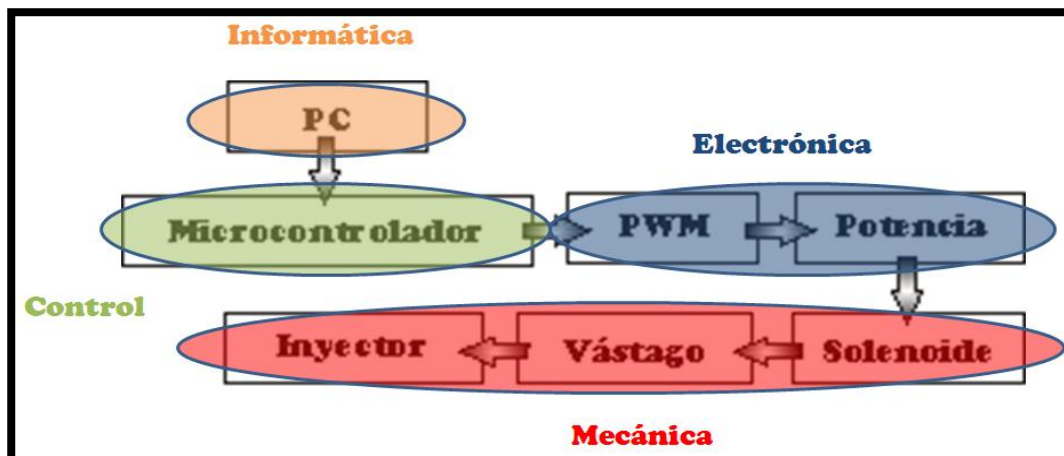 Informática
PC
Electrónica
Microcontrolador
PWM
Potencia
Control
Inyector
Vástago
Solenoide
Mecánica